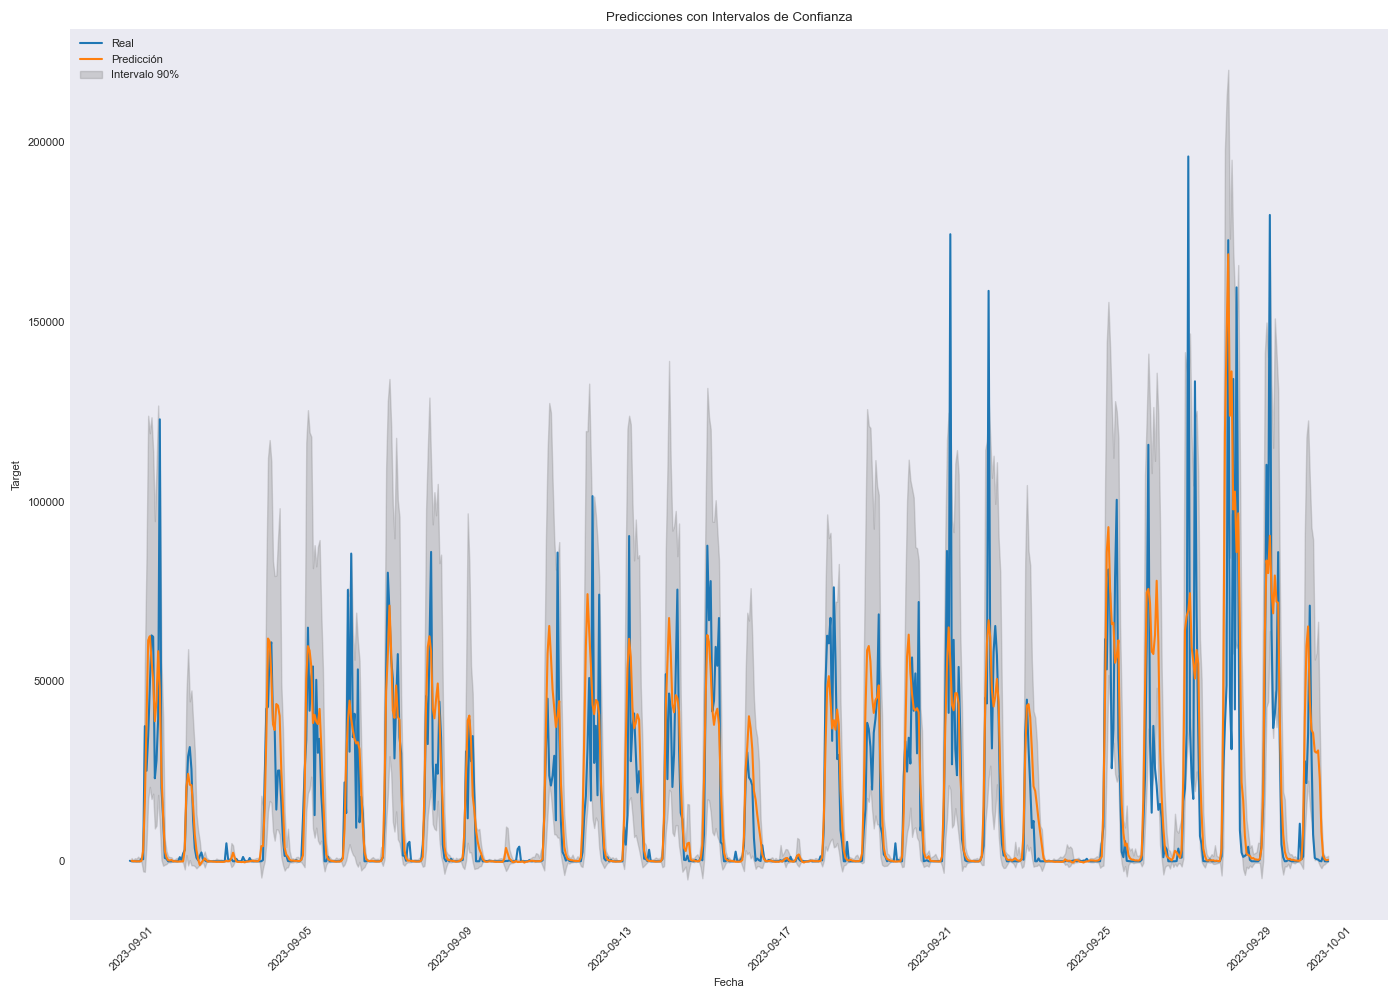 Predicciones con Intervalos de Confianza
Real
Predicción
Intervalo 90%
200000
150000
100000
50000
0
Target
2023-09-01
2023-09-05
2023-09-09
2023-09-13
2023-09-17
2023-09-21
2023-09-25
2023-09-29
2023-10-01
Fecha